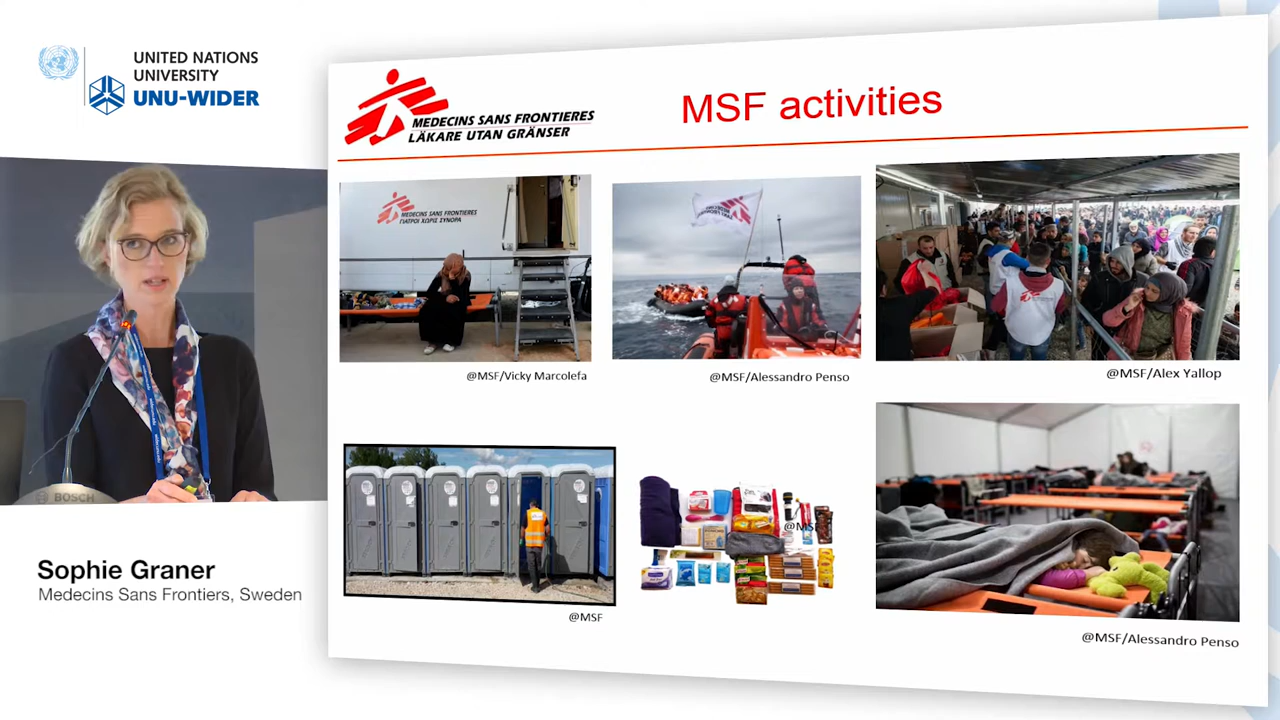 UNITED NATIONS
UNIVERSITY
UNU-WIDER
MEDECINS SANS FRONTIERES
LÄKARE UTAN GRÄNSER
MSF activities
MEDECINS SANS FRONTIERES
ΓΙΑΤΡΟΙ ΧΩΡΙΣ ΣΥΝΟΡΑ
@MSF/Vicky Marcolefa
@MSF/Alessandro Penso
@MSF/Alex Yallop
BOSCH
@MSF
@MSF
@MSF/Alessandro Penso
Sophie Graner
Medecins Sans Frontiers, Sweden